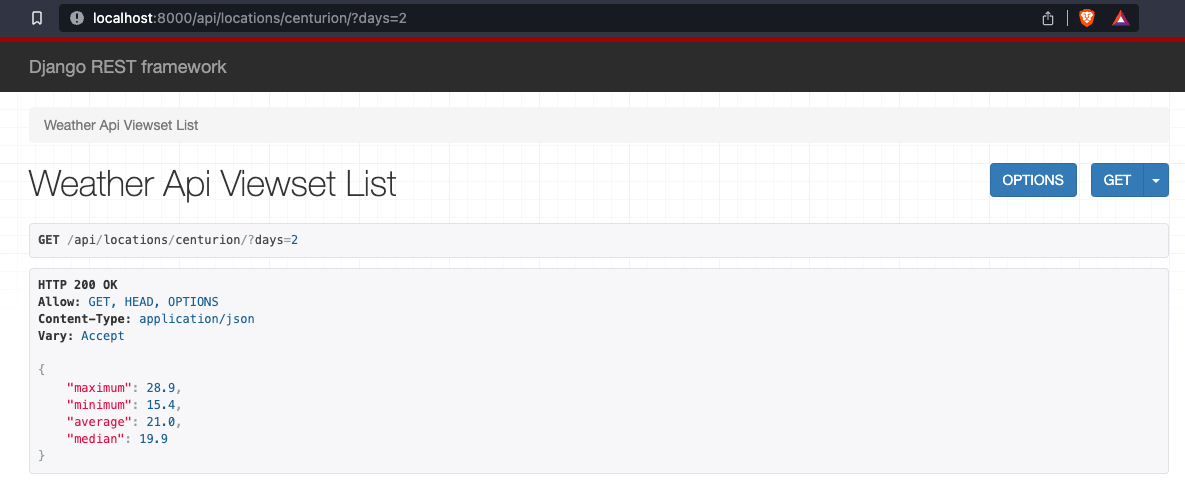 localhost:8000/api/locations/centurion/?days=2
Django REST framework
Weather Api Viewset List
Weather Api Viewset List
OPTIONS
GET
GET /api/locations/centurion/?days=2
HTTP 200 OK
Allow: GET, HEAD, OPTIONS
Content-Type: application/json
Vary: Accept
{
    "maximum": 28.9,
    "minimum": 15.4,
    "average": 21.0,
    "median": 19.9
}